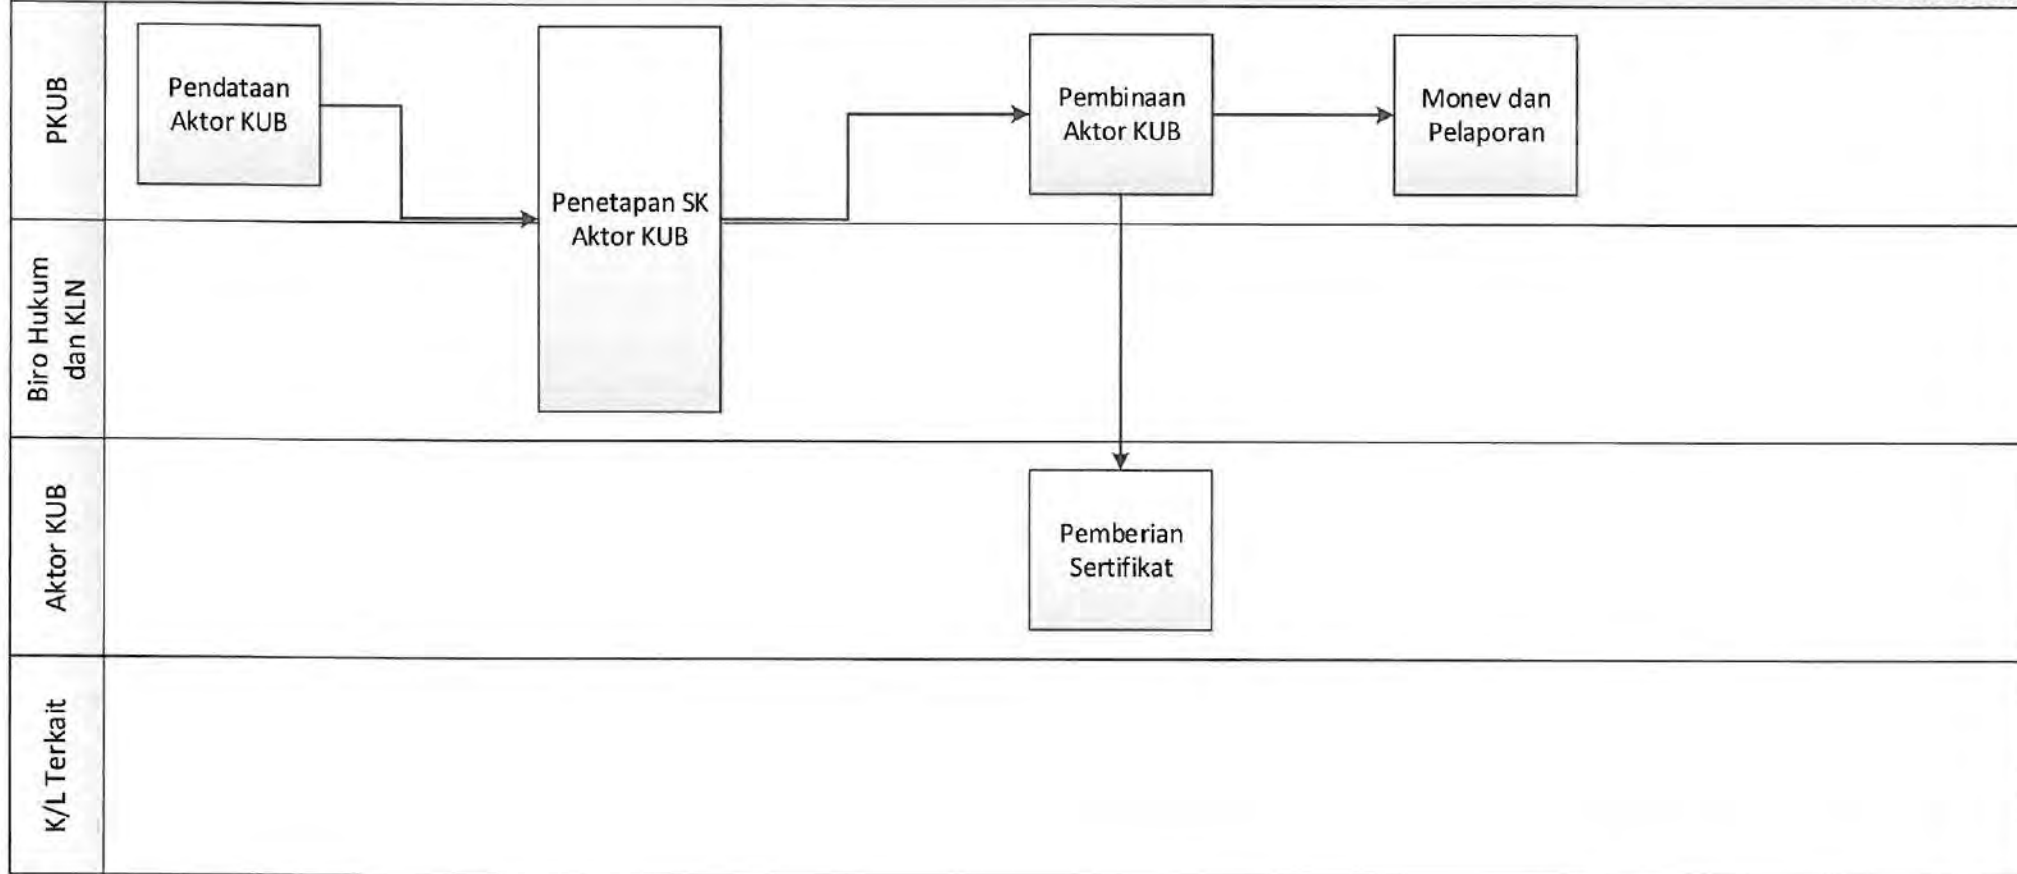 PKUB
Pendataan
Aktor KUB
Penetapan SK
Aktor KUB
Pembinaan
Aktor KUB
Monev dan
Pelaporan
Biro Hukum
dan KLN
Aktor KUB
Pemberian
Sertifikat
K/L Terkait